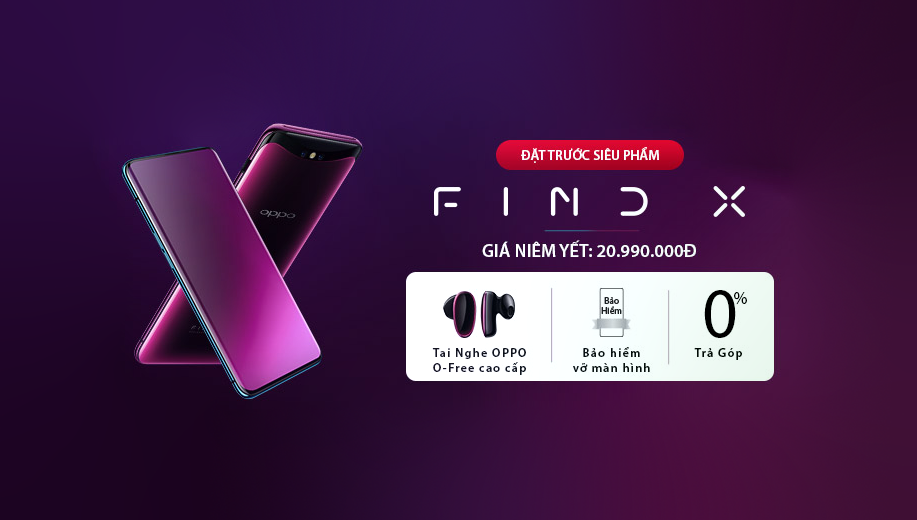 oppo
ĐẶT TRƯỚC SIÊU PHẨM
FIND X
GIÁ NIÊM YẾT: 20.990.000Đ
Bảo
Hiểm
0%
Tai Nghe OPPO
O-Free cao cấp
Bảo hiểm
vỡ màn hình
Trả Góp